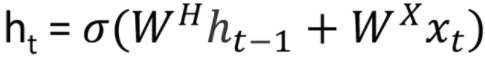 hₜ = σ(Wᴴhₜ₋₁ + Wˣxₜ)